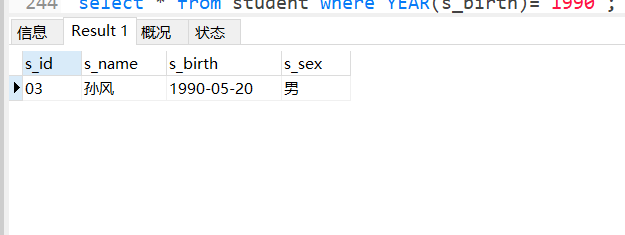 244 select * from student where YEAR(s_birth)='1990';
信息 Result 1 概况 状态
s_id s_name s_birth s_sex
03 孙风 1990-05-20 男